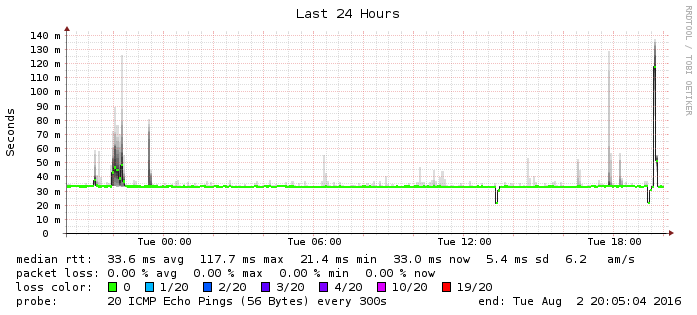 Last 24 Hours
RRDTOOL / TOBI OETIKER
Seconds
140 m
130 m
120 m
110 m
100 m
90 m
80 m
70 m
60 m
50 m
40 m
30 m
20 m
10 m
0
Tue 00:00 Tue 06:00 Tue 12:00 Tue 18:00
median rtt: 33.6 ms avg 117.7 ms max 21.4 ms min 33.0 ms now 5.4 ms sd 6.2 am/s
packet loss: 0.00 % avg 0.00 % max 0.00 % min 0.00 % now
loss color: 0 1/20 2/20 3/20 4/20 10/20 19/20
probe: 20 ICMP Echo Pings (56 Bytes) every 300s end: Tue Aug 2 20:05:04 2016